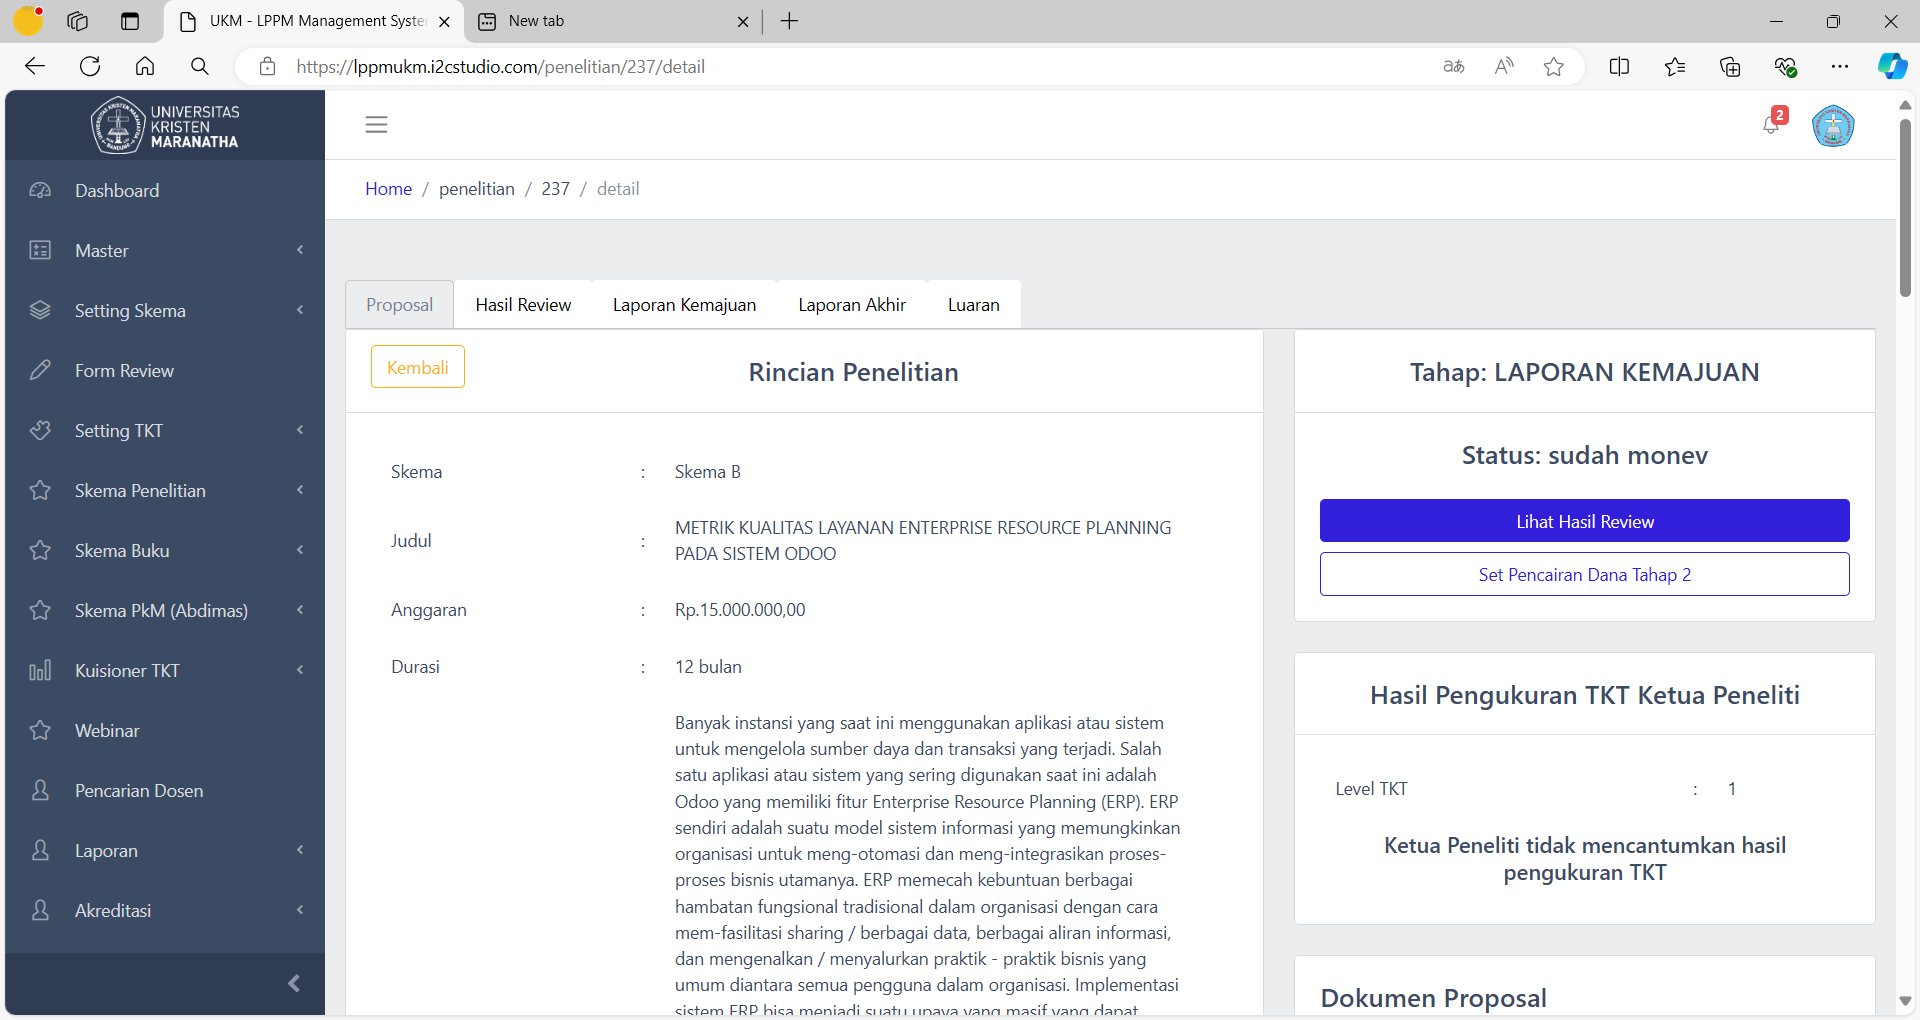 UKM - LPPM Management Syste
New tab
https://lppmukm.i2cstudio.com/penelitian/237/detail
UNIVERSITAS
KRISTEN
MARANATHA
2
Home / penelitian / 237 / detail
Dashboard
Master
Setting Skema
Form Review
Setting TKT
Skema Penelitian
Skema Buku
Skema PkM (Abdimas)
Kuisioner TKT
Webinar
Pencarian Dosen
Laporan
Akreditasi
Proposal
Hasil Review
Laporan Kemajuan
Laporan Akhir
Luaran
Kembali
Rincian Penelitian
Skema : Skema B
Judul : METRIK KUALITAS LAYANAN ENTERPRISE RESOURCE PLANNING
PADA SISTEM ODOO
Anggaran : Rp.15.000.000,00
Durasi : 12 bulan
Banyak instansi yang saat ini menggunakan aplikasi atau sistem
untuk mengelola sumber daya dan transaksi yang terjadi. Salah
satu aplikasi atau sistem yang sering digunakan saat ini adalah
Odoo yang memiliki fitur Enterprise Resource Planning (ERP). ERP
sendiri adalah suatu model sistem informasi yang memungkinkan
organisasi untuk meng-otomasi dan meng-integrasikan proses-
proses bisnis utamanya. ERP memecah kebuntuan berbagai
hambatan fungsional tradisional dalam organisasi dengan cara
mem-fasilitasi sharing / berbagai data, berbagai aliran informasi,
dan mengenalkan / menyalurkan praktik - praktik bisnis yang
umum diantara semua pengguna dalam organisasi. Implementasi
sistem ERP bisa menjadi suatu upaya yang masif yang dapat
Tahap: LAPORAN KEMAJUAN
Status: sudah monev
Lihat Hasil Review
Set Pencairan Dana Tahap 2
Hasil Pengukuran TKT Ketua Peneliti
Level TKT : 1
Ketua Peneliti tidak mencantumkan hasil
pengukuran TKT
Dokumen Proposal